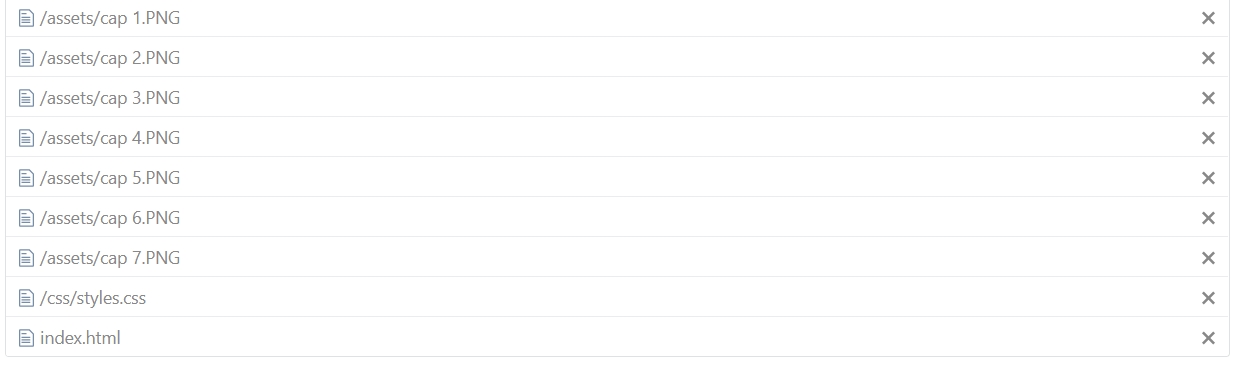 /assets/cap 1.PNG
/assets/cap 2.PNG
/assets/cap 3.PNG
/assets/cap 4.PNG
/assets/cap 5.PNG
/assets/cap 6.PNG
/assets/cap 7.PNG
/css/styles.css
index.html